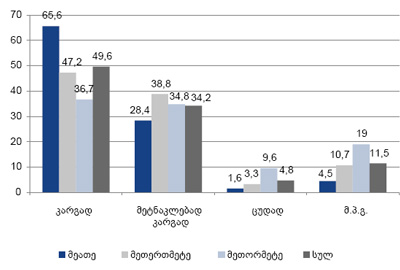 70
60
50
40
30
20
10
0
65,6
47,2
36,7
49,6
28,4
38,8
34,8
34,2
1,6
3,3
9,6
4,8
4,5
10,7
19
11,5
კარგად
მეტნაკლებად
კარგად
ცუდად
მ.პ.გ.
მეათე
მეთერთმეტე
მეთორმეტე
სულ